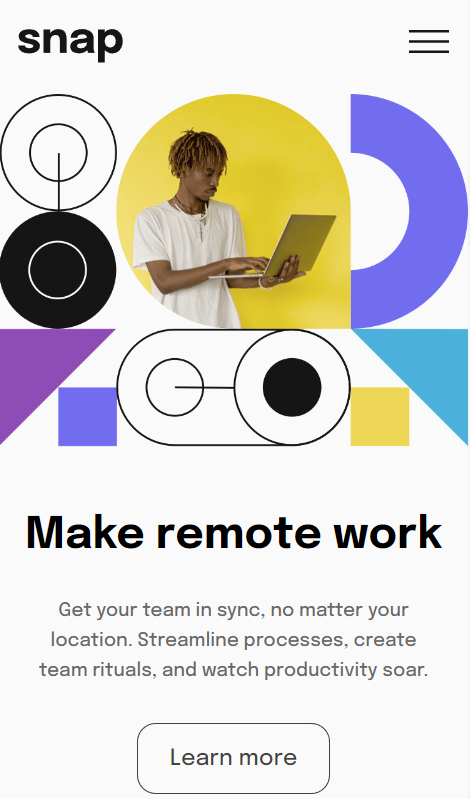 snap
Make remote work
Get your team in sync, no matter your
location. Streamline processes, create
team rituals, and watch productivity soar.
Learn more